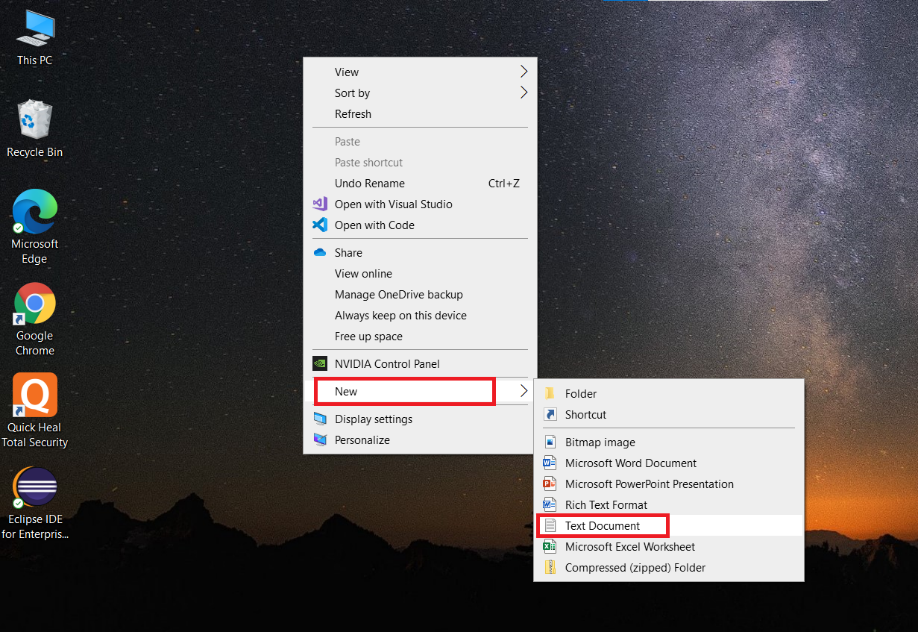 This PC
Recycle Bin
Microsoft
Edge
Google
Chrome
Quick Heal
Total Security
Eclipse IDE
for Enterpris...
View
Sort by
Refresh
Paste
Paste shortcut
Undo Rename Ctrl+Z
Open with Visual Studio
Open with Code
Share
View online
Manage OneDrive backup
Always keep on this device
Free up space
NVIDIA Control Panel
New
Display settings
Personalize
Folder
Shortcut
Bitmap image
Microsoft Word Document
Microsoft PowerPoint Presentation
Rich Text Format
Text Document
Microsoft Excel Worksheet
Compressed (zipped) Folder